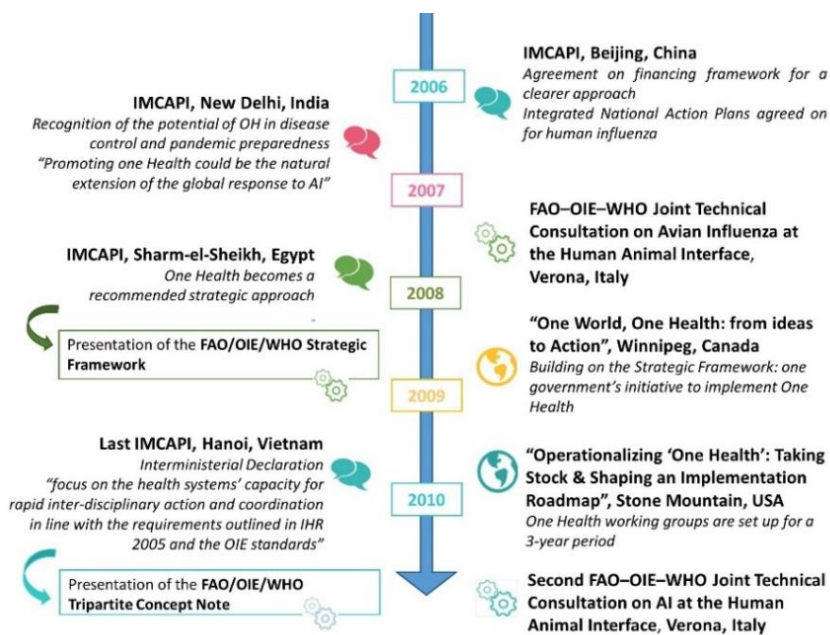 2006
IMCAPI, Beijing, China
Agreement on financing framework for a
clearer approach
Integrated National Action Plans agreed on
for human influenza
IMCAPI, New Delhi, India
Recognition of the potential of OH in disease
control and pandemic preparedness
“Promoting one Health could be the natural
extension of the global response to AI”
2007
FAO–OIE–WHO Joint Technical
Consultation on Avian Influenza at
the Human Animal Interface,
Verona, Italy
IMCAPI, Sharm-el-Sheikh, Egypt
One Health becomes a
recommended strategic approach
2008
Presentation of the FAO/OIE/WHO Strategic
Framework
“One World, One Health: from ideas
to Action”, Winnipeg, Canada
Building on the Strategic Framework: one
government’s initiative to implement One
Health
2009
Last IMCAPI, Hanoi, Vietnam
Interministerial Declaration
“focus on the health systems’ capacity for
rapid inter-disciplinary action and coordination
in line with the requirements outlined in IHR
2005 and the OIE standards”
2010
“Operationalizing ‘One Health’: Taking
Stock & Shaping an Implementation
Roadmap”, Stone Mountain, USA
One Health working groups are set up for a
3-year period
Presentation of the FAO/OIE/WHO
Tripartite Concept Note
Second FAO–OIE–WHO Joint Technical
Consultation on AI at the Human
Animal Interface, Verona, Italy